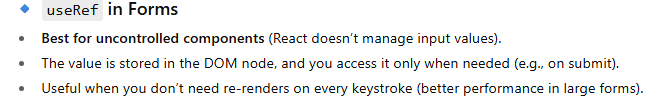 useRef in Forms
Best for uncontrolled components (React doesn't manage input values).
The value is stored in the DOM node, and you access it only when needed (e.g., on submit).
Useful when you don't need re-renders on every keystroke (better performance in large forms).